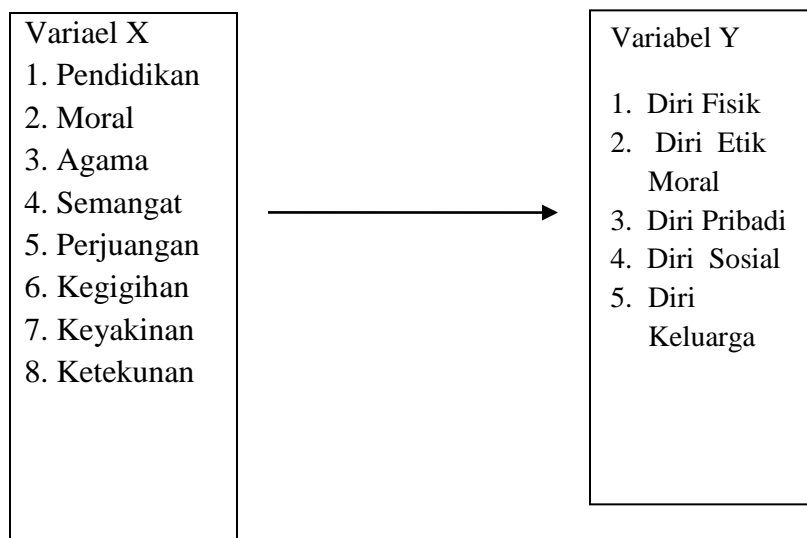 Variael X
1. Pendidikan
2. Moral
3. Agama
4. Semangat
5. Perjuangan
6. Kegigihan
7. Keyakinan
8. Ketekunan
Variabel Y
1. Diri Fisik
2. Diri Etik
Moral
3. Diri Pribadi
4. Diri Sosial
5. Diri
Keluarga